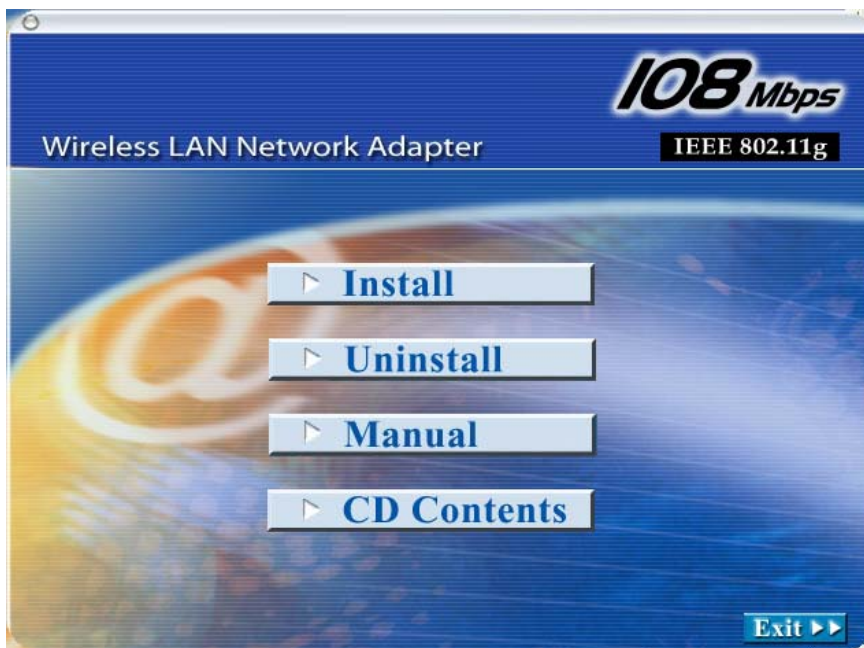 108 Mbps
Wireless LAN Network Adapter
IEEE 802.11g
@
Install
Uninstall
Manual
CD Contents
Exit